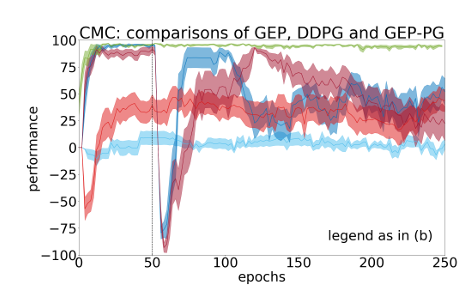 CMC: comparisons of GEP, DDPG and GEP-PG
100
75
50
25
0
−25
−50
−75
−100
performance
legend as in (b)
0 50 100 150 200 250
epochs